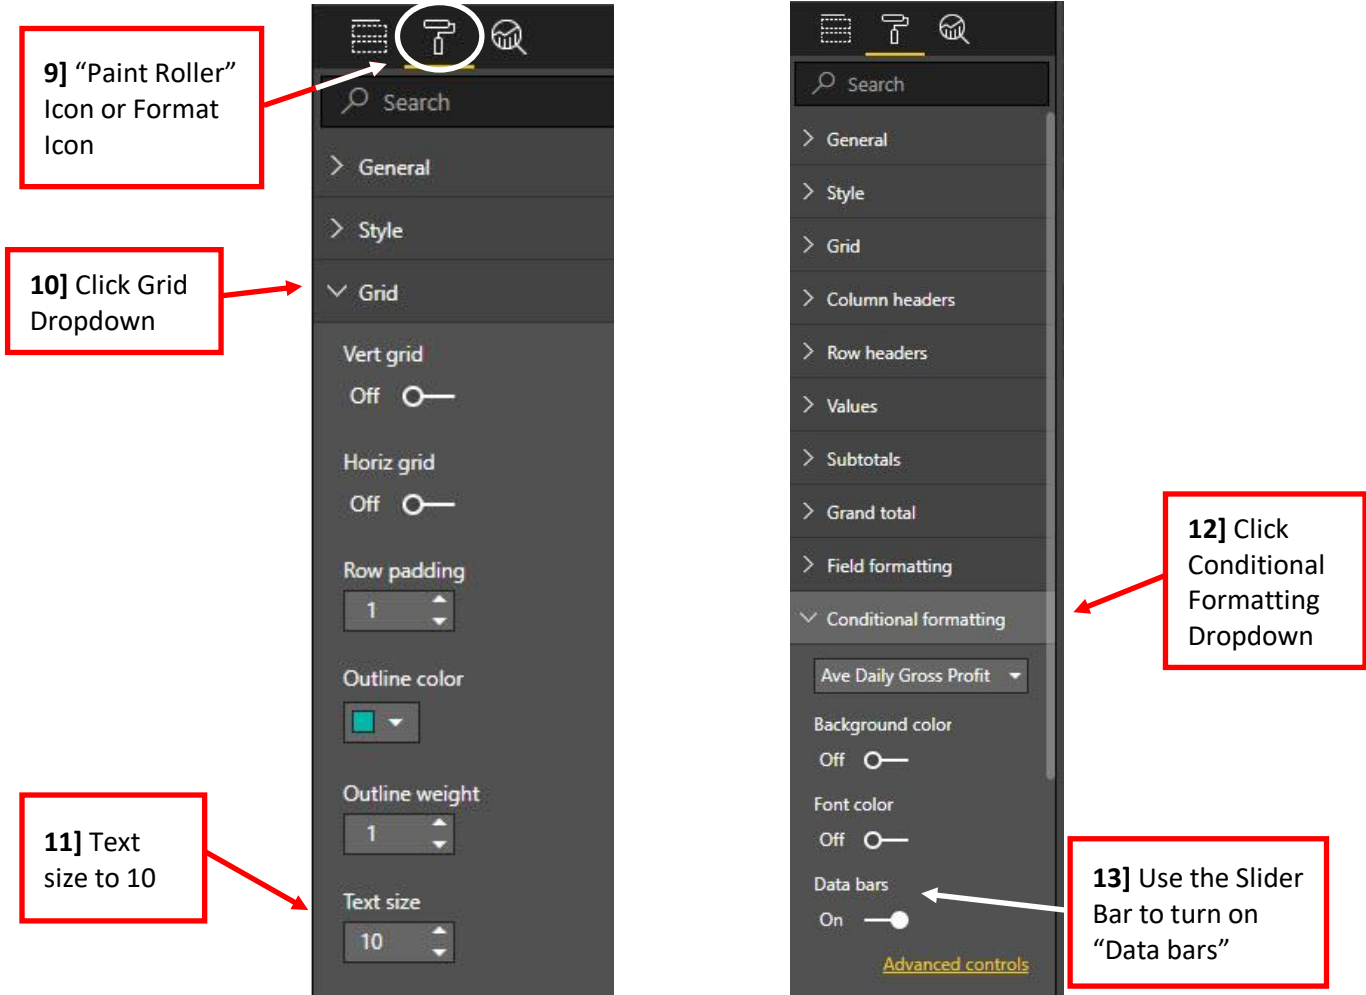 9] “Paint Roller”
Icon or Format
Icon
Search
General
Style
10] Click Grid
Dropdown
Grid
Vert grid
Off
Horiz grid
Off
Row padding
1
Outline color
Outline weight
1
11] Text
size to 10
Text size
10
Search
General
Style
Grid
Column headers
Row headers
Values
Subtotals
Grand total
Field formatting
12] Click
Conditional
Formatting
Dropdown
Conditional formatting
Ave Daily Gross Profit
Background color
Off
Font color
Off
Data bars
On
13] Use the Slider
Bar to turn on
“Data bars”
Advanced controls